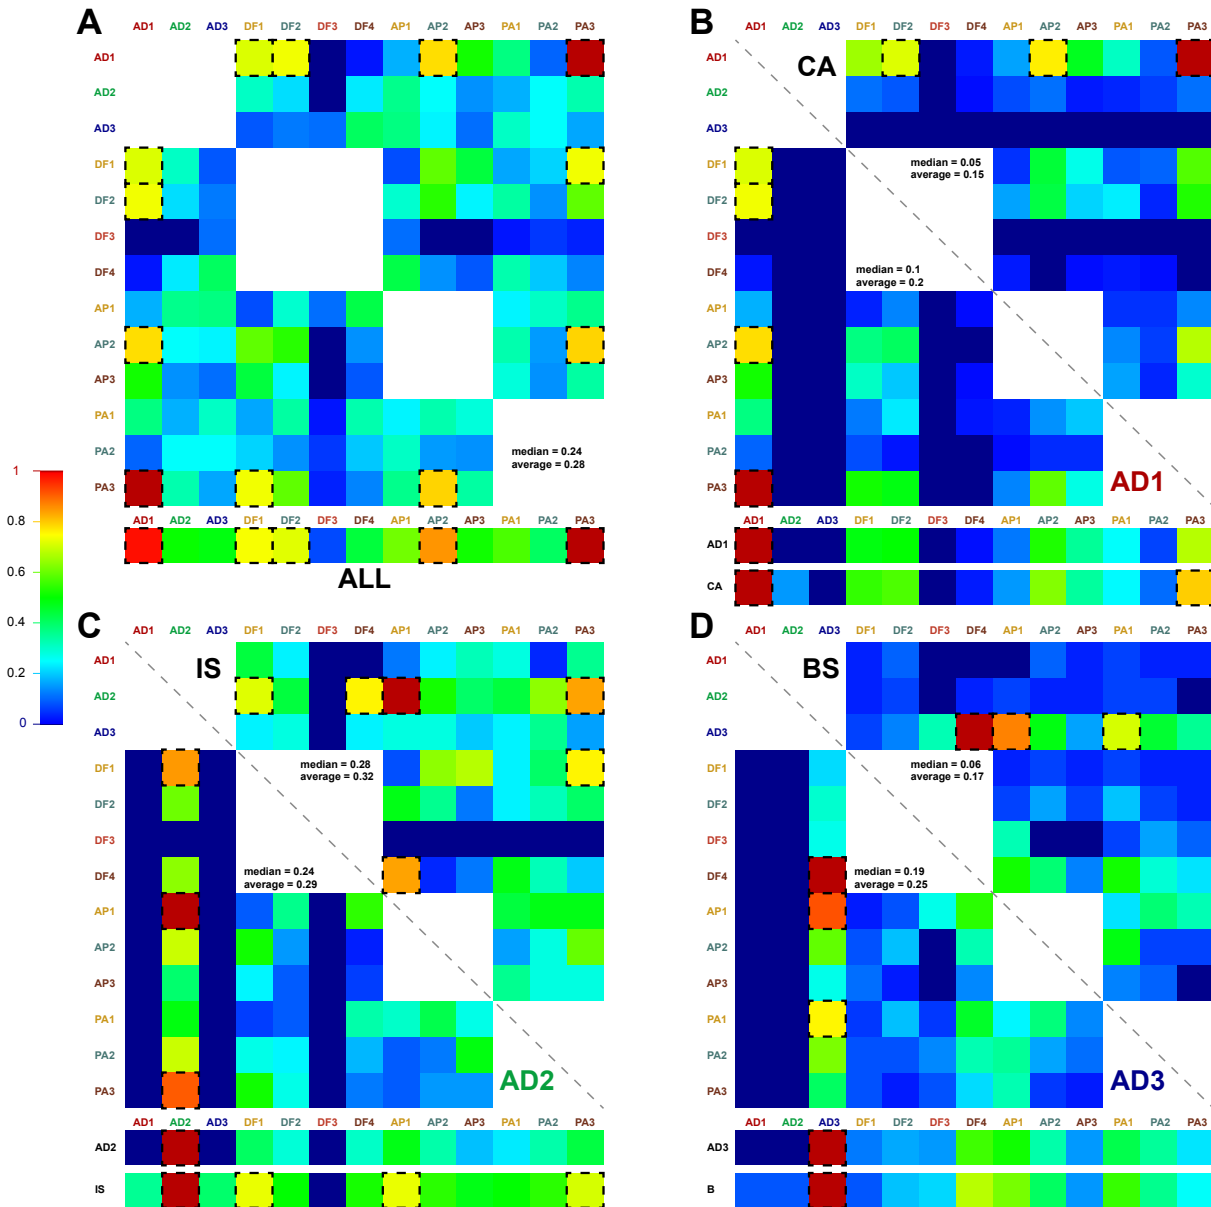 A
AD1 AD2 AD3 DF1 DF2 DF3 DF4 AP1 AP2 AP3 PA1 PA2 PA3
AD1
AD2
AD3
DF1
DF2
DF3
DF4
AP1
AP2
AP3
PA1
PA2
PA3
median = 0.24
average = 0.28
AD1 AD2 AD3 DF1 DF2 DF3 DF4 AP1 AP2 AP3 PA1 PA2 PA3
ALL
1
0.8
0.6
0.4
0.2
0
B
AD1 AD2 AD3 DF1 DF2 DF3 DF4 AP1 AP2 AP3 PA1 PA2 PA3
CA
AD1
AD2
AD3
DF1
DF2
DF3
DF4
AP1
AP2
AP3
PA1
PA2
PA3
median = 0.05
average = 0.15
median = 0.1
average = 0.2
AD1
AD1 AD2 AD3 DF1 DF2 DF3 DF4 AP1 AP2 AP3 PA1 PA2 PA3
AD1
CA
C
AD1 AD2 AD3 DF1 DF2 DF3 DF4 AP1 AP2 AP3 PA1 PA2 PA3
IS
AD1
AD2
AD3
DF1
DF2
DF3
DF4
AP1
AP2
AP3
PA1
PA2
PA3
median = 0.28
average = 0.32
median = 0.24
average = 0.29
AD2
AD1 AD2 AD3 DF1 DF2 DF3 DF4 AP1 AP2 AP3 PA1 PA2 PA3
AD2
IS
D
AD1 AD2 AD3 DF1 DF2 DF3 DF4 AP1 AP2 AP3 PA1 PA2 PA3
BS
AD1
AD2
AD3
DF1
DF2
DF3
DF4
AP1
AP2
AP3
PA1
PA2
PA3
median = 0.06
average = 0.17
median = 0.19
average = 0.25
AD3
AD1 AD2 AD3 DF1 DF2 DF3 DF4 AP1 AP2 AP3 PA1 PA2 PA3
AD3
B